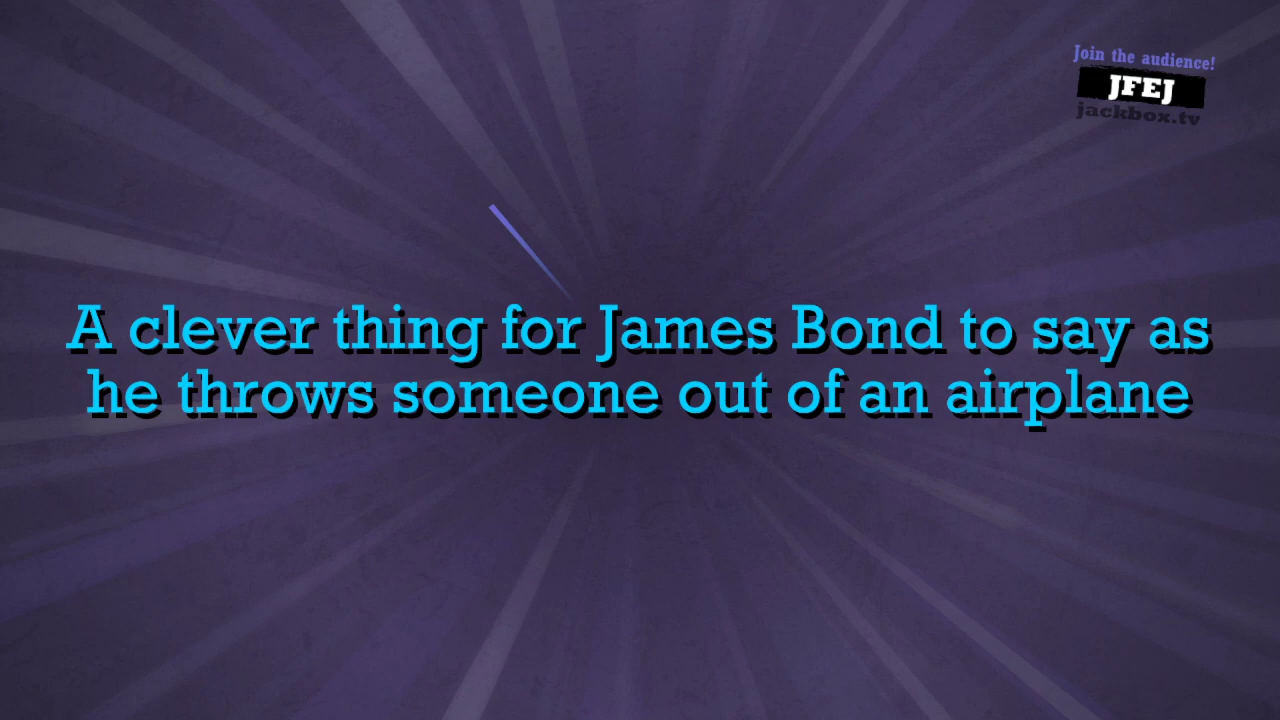 Join the audience!
JFEJ
jackbox.tv
A clever thing for James Bond to say as
he throws someone out of an airplane